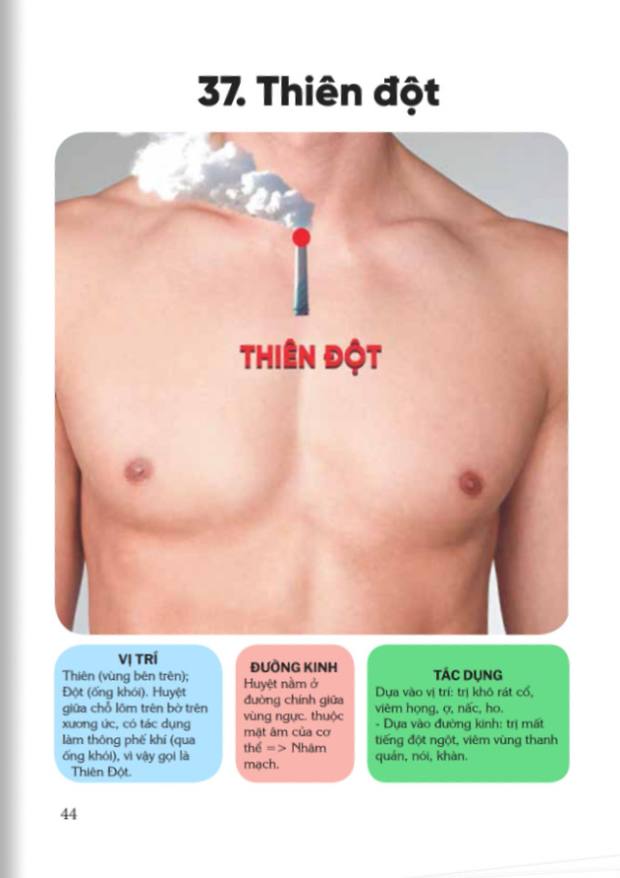 37. Thiên đột
THIÊN ĐỘT
VỊ TRÍ
Thiên (vùng bên trên);
Đột (ống khói). Huyệt
giữa chỗ lõm trên bờ trên
xương ức, có tác dụng
làm thông phế khí (qua
ống khói), vì vậy gọi là
Thiên Đột.
ĐƯỜNG KINH
Huyệt nằm ở
đường chính giữa
vùng ngực. thuộc
mặt âm của cơ
thể => Nhâm
mạch.
TÁC DỤNG
Dựa vào vị trí: trị khô rát cổ,
viêm họng, ợ, nấc, ho.
- Dựa vào đường kinh: trị mất
tiếng đột ngột, viêm vùng thanh
quản, nói, khàn.
44